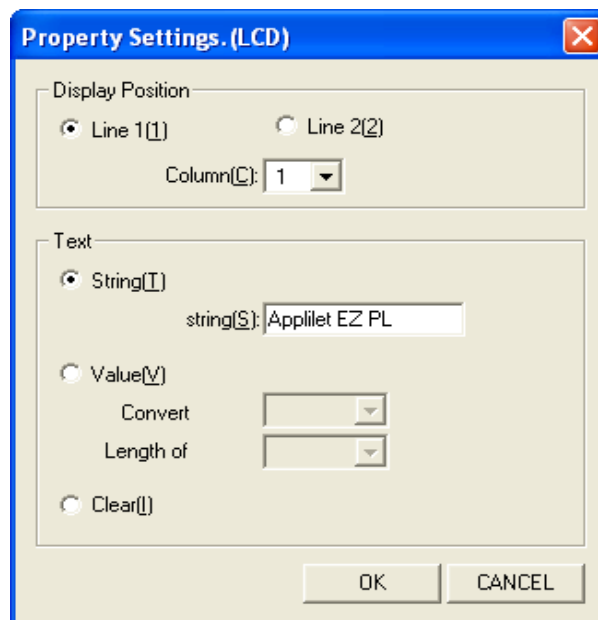 Property Settings.(LCD)
Display Position
Line 1(1) Line 2(2)
Column(C): 1
Text
String(T)
string(S): Applilet EZ PL
Value(V)
Convert
Length of
Clear(I)
OK CANCEL